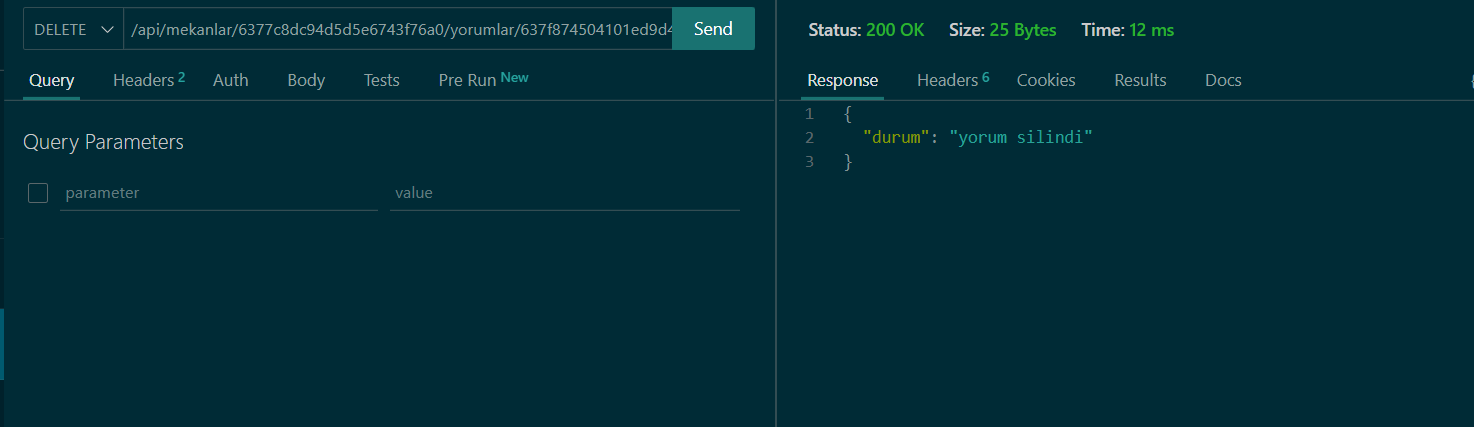 DELETE /api/mekanlar/6377c8dc94d5d5e6743f76a0/yorumlar/637f874504101ed9d4 Send
Query Headers 2 Auth Body Tests Pre Run New
Query Parameters
parameter value
Status: 200 OK Size: 25 Bytes Time: 12 ms
Response Headers 6 Cookies Results Docs
1 {
2 "durum": "yorum silindi"
3 }